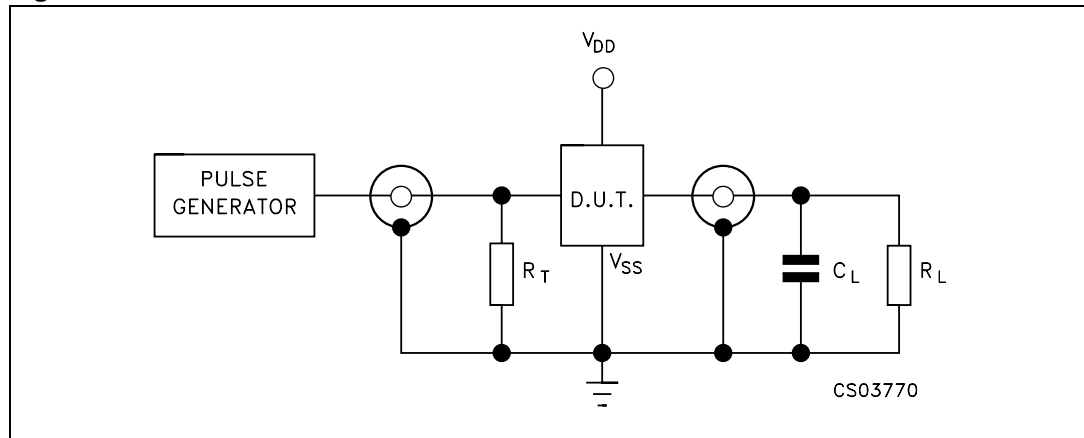 VDD
PULSE
GENERATOR
D.U.T.
VSS
RT
CL
RL
CS03770